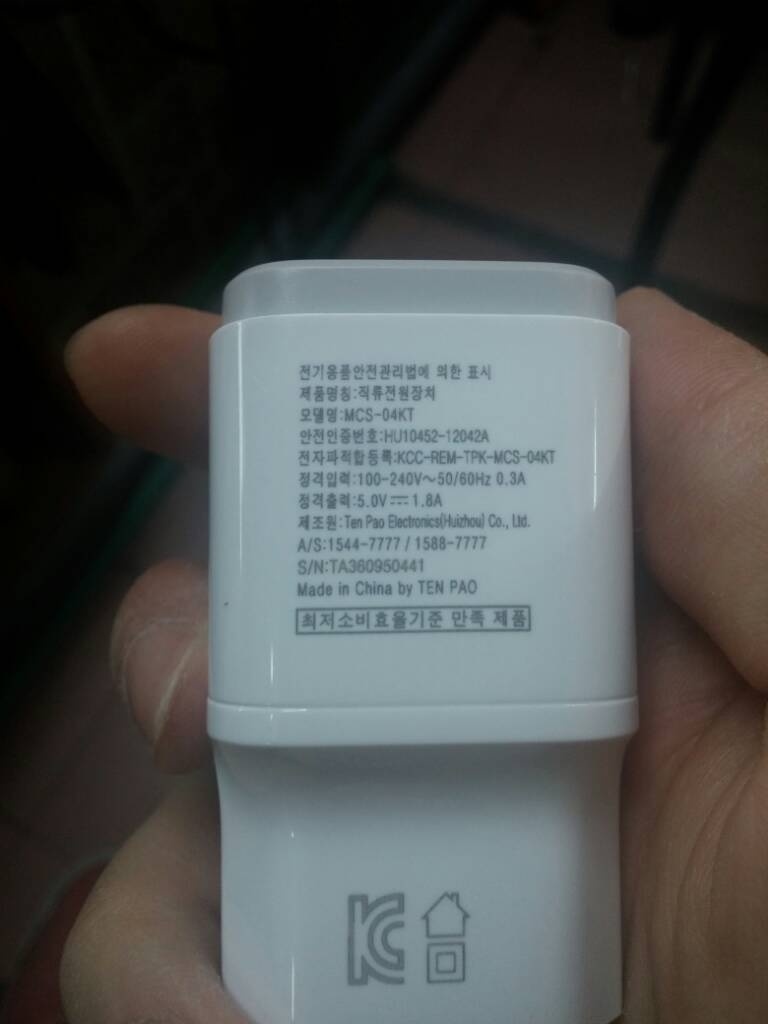 전기용품안전관리법에 의한 표시
제품명칭:직류전원장치
모델명:MCS-04KT
안전인증번호:HU10452-12042A
전자파적합등록:KCC-REM-TPK-MCS-04KT
정격입력:100-240V~50/60Hz 0.3A
정격출력:5.0V⎓1.8A
제조원:Ten Pao Electronics(Huizhou) Co., Ltd.
A/S:1544-7777 / 1588-7777
S/N:TA360950441
Made in China by TEN PAO
최저소비효율기준 만족 제품
KC